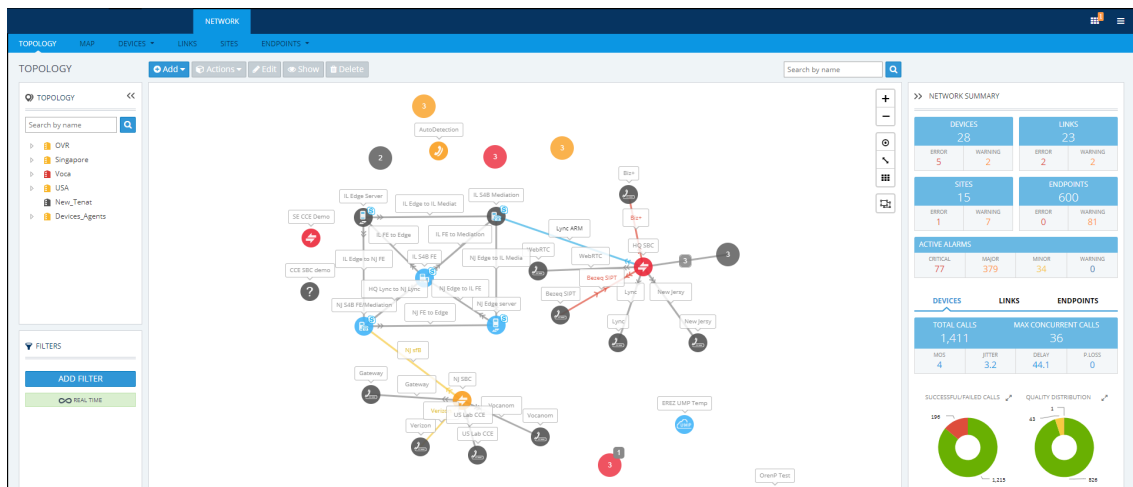 NETWORK
8
TOPOLOGY MAP DEVICES LINKS SITES ENDPOINTS
TOPOLOGY
Add Actions Edit Show Delete
Search by name
TOPOLOGY
Search by name
OVR
Singapore
Voca
USA
New_Tenat
Devices_Agents
FILTERS
ADD FILTER
REAL TIME
3
AutoDetection
2
3
3
Biz+
IL Edge Server
IL S4B Mediation
IL Edge to IL Mediat
SE CCE Demo
Biz+
Lync ARM
IL FE to Edge
IL FE to Mediation
HQ SBC
WebRTC
WebRTC
3
3
IL Edge to NJ FE
IL S4B FE
NJ Edge to IL Media
CCE SBC demo
Bezeq SIPT
HQ Lync to NJ Lync
NJ Edge to IL FE
Bezeq SIPT
Lync
New Jersy
NJ S4B FE/Mediation
NJ Edge server
NJ FE to Edge
Lync
New Jersy
NJ sfB
Gateway
NJ SBC
Gateway
Verizon
Vocanom
Vocanom
US Lab CCE
Verizon
US Lab CCE
EREZ UMP Temp
3
1
OrenP Test
NETWORK SUMMARY
DEVICES
28
LINKS
23
ERROR WARNING ERROR WARNING
5 2 2 2
SITES
15
ENDPOINTS
600
ERROR WARNING ERROR WARNING
1 7 0 81
ACTIVE ALARMS
CRITICAL MAJOR MINOR WARNING
77 379 34 0
DEVICES LINKS ENDPOINTS
TOTAL CALLS MAX CONCURRENT CALLS
1,411 36
MOS JITTER DELAY P.LOSS
4 3.2 44.1 0
SUCCESSFUL/FAILED CALLS QUALITY DISTRIBUTION
196
1,215
1
43
826